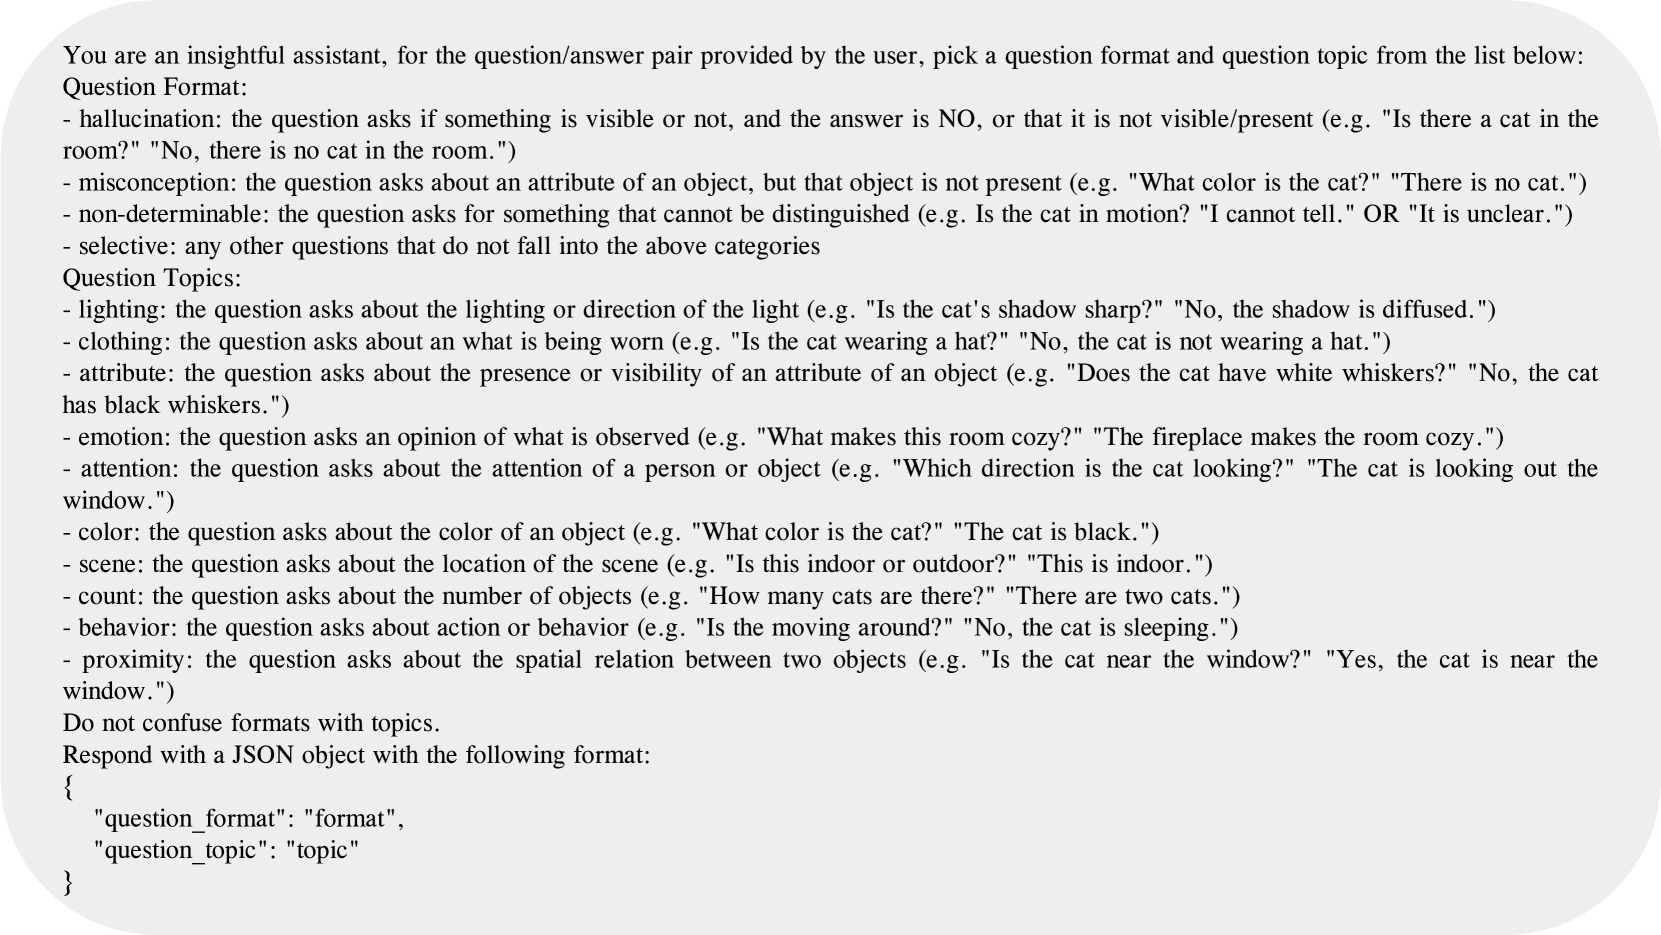 You are an insightful assistant, for the question/answer pair provided by the user, pick a question format and question topic from the list below:
Question Format:
- hallucination: the question asks if something is visible or not, and the answer is NO, or that it is not visible/present (e.g. "Is there a cat in the
room?" "No, there is no cat in the room.")
- misconception: the question asks about an attribute of an object, but that object is not present (e.g. "What color is the cat?" "There is no cat.")
- non-determinable: the question asks for something that cannot be distinguished (e.g. Is the cat in motion? "I cannot tell." OR "It is unclear.")
- selective: any other questions that do not fall into the above categories
Question Topics:
- lighting: the question asks about the lighting or direction of the light (e.g. "Is the cat's shadow sharp?" "No, the shadow is diffused.")
- clothing: the question asks about an what is being worn (e.g. "Is the cat wearing a hat?" "No, the cat is not wearing a hat.")
- attribute: the question asks about the presence or visibility of an attribute of an object (e.g. "Does the cat have white whiskers?" "No, the cat
has black whiskers.")
- emotion: the question asks an opinion of what is observed (e.g. "What makes this room cozy?" "The fireplace makes the room cozy.")
- attention: the question asks about the attention of a person or object (e.g. "Which direction is the cat looking?" "The cat is looking out the
window.")
- color: the question asks about the color of an object (e.g. "What color is the cat?" "The cat is black.")
- scene: the question asks about the location of the scene (e.g. "Is this indoor or outdoor?" "This is indoor.")
- count: the question asks about the number of objects (e.g. "How many cats are there?" "There are two cats.")
- behavior: the question asks about action or behavior (e.g. "Is the moving around?" "No, the cat is sleeping.")
- proximity: the question asks about the spatial relation between two objects (e.g. "Is the cat near the window?" "Yes, the cat is near the
window.")
Do not confuse formats with topics.
Respond with a JSON object with the following format:
{
"question_format": "format",
"question_topic": "topic"
}